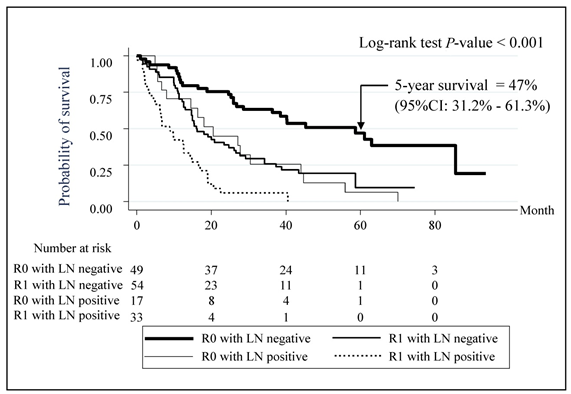 Log-rank test P-value < 0.001
Probability of survival
1.00
0.75
0.50
0.25
0.00
5-year survival = 47%
(95%CI: 31.2% - 61.3%)
0 20 40 60 80 Month
Number at risk
R0 with LN negative 49 37 24 11 3
R1 with LN negative 54 23 11 1 0
R0 with LN positive 17 8 4 1 0
R1 with LN positive 33 4 1 0 0
R0 with LN negative R1 with LN negative
R0 with LN positive R1 with LN positive